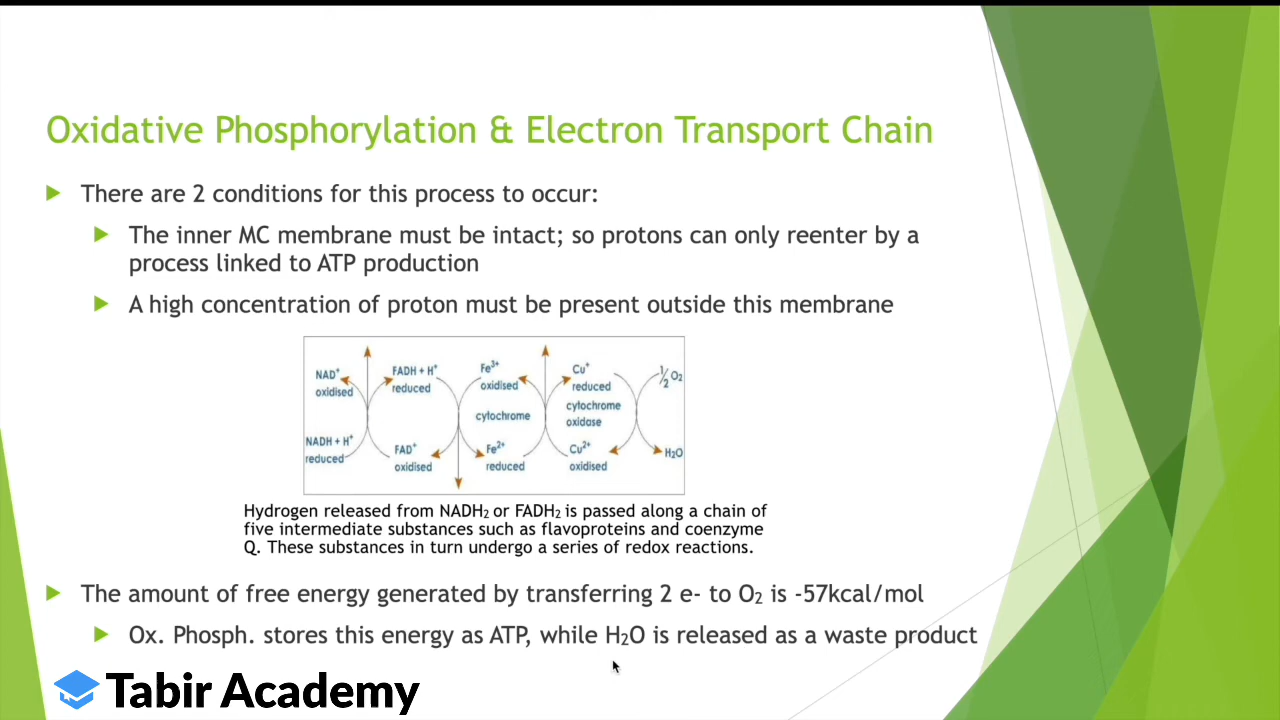 Oxidative Phosphorylation & Electron Transport Chain
There are 2 conditions for this process to occur:
The inner MC membrane must be intact; so protons can only reenter by a
process linked to ATP production
A high concentration of proton must be present outside this membrane
NAD⁺
oxidised
FADH + H⁺
reduced
Fe³⁺
oxidised
Cu⁺
reduced
½ O₂
cytochrome
cytochrome
oxidase
NADH + H⁺
reduced
FAD⁺
oxidised
Fe²⁺
reduced
Cu²⁺
oxidised
H₂O
Hydrogen released from NADH₂ or FADH₂ is passed along a chain of
five intermediate substances such as flavoproteins and coenzyme
Q. These substances in turn undergo a series of redox reactions.
The amount of free energy generated by transferring 2 e- to O₂ is -57kcal/mol
Ox. Phosph. stores this energy as ATP, while H₂O is released as a waste product
Tabir Academy